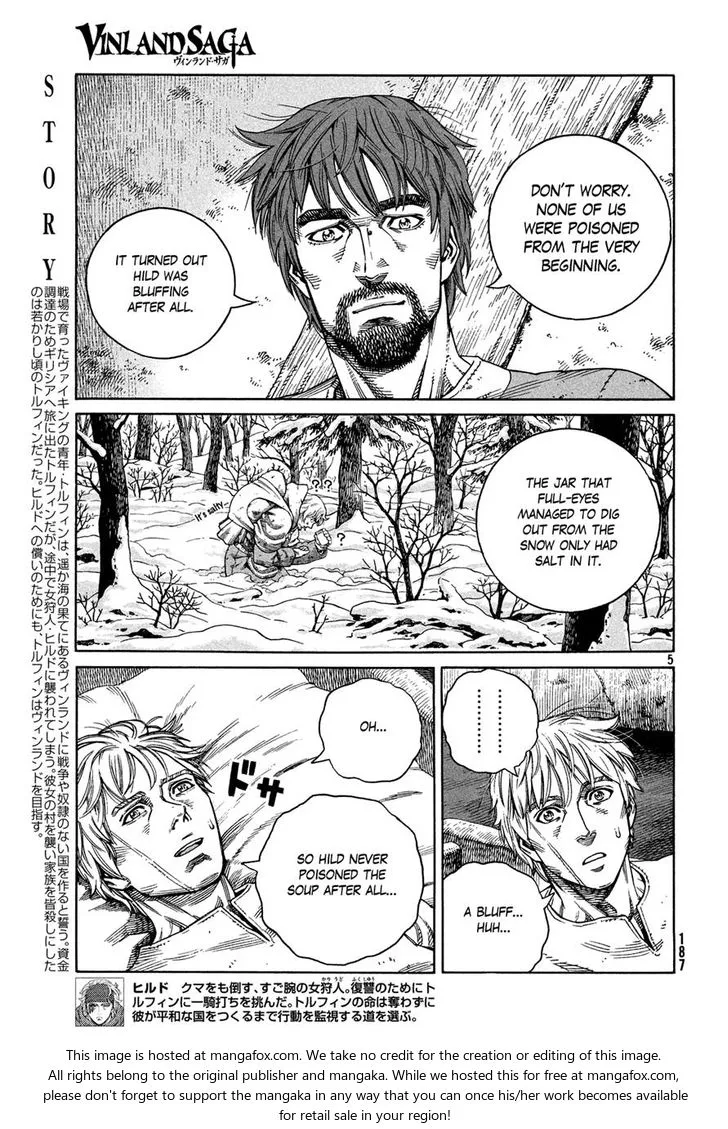 VINLAND SAGA
ヴィンランド・サガ
STORY
戦場で育ったヴァイキングの青年・トルフィンは、遥か海の果てにあるヴィンランドに戦争や奴隷のない国を作ると誓う。資金
調達のためギリシアへ旅に出たトルフィンだが、途中で女狩人・ヒルドに襲われてしまう。彼女の村を襲い家族を皆殺しにした
のは若かりし頃のトルフィンだった。ヒルドへの償いのためにも、トルフィンはヴィンランドを目指す。
DON'T WORRY.
NONE OF US
WERE POISONED
FROM THE VERY
BEGINNING.
IT TURNED OUT
HILD WAS
BLUFFING
AFTER ALL.
THE JAR THAT
FULL-EYES
MANAGED TO DIG
OUT FROM THE
SNOW ONLY HAD
SALT IN IT.
?!?
It's salty.
?
5
..........
..........
A BLUFF...
HUH...
OH...
ドサ
SO HILD NEVER
POISONED THE
SOUP AFTER ALL...
187
ヒルド クマをも倒す、すご腕の女狩人。復讐のためにト
ルフィンに一騎打ちを挑んだ。トルフィンの命は奪わずに
彼が平和な国をつくるまで行動を監視する道を選ぶ。
This image is hosted at mangafox.com. We take no credit for the creation or editing of this image.
All rights belong to the original publisher and mangaka. While we hosted this for free at mangafox.com,
please don't forget to support the mangaka in any way that you can once his/her work becomes available
for retail sale in your region!